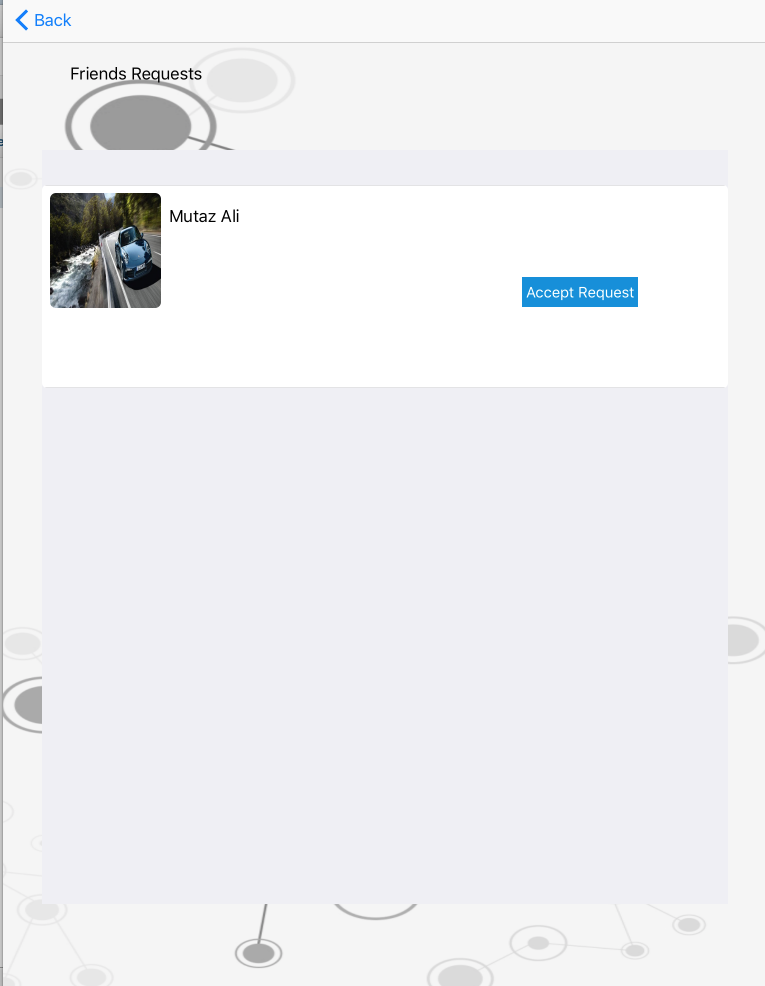 Back
Friends Requests
Mutaz Ali
Accept Request